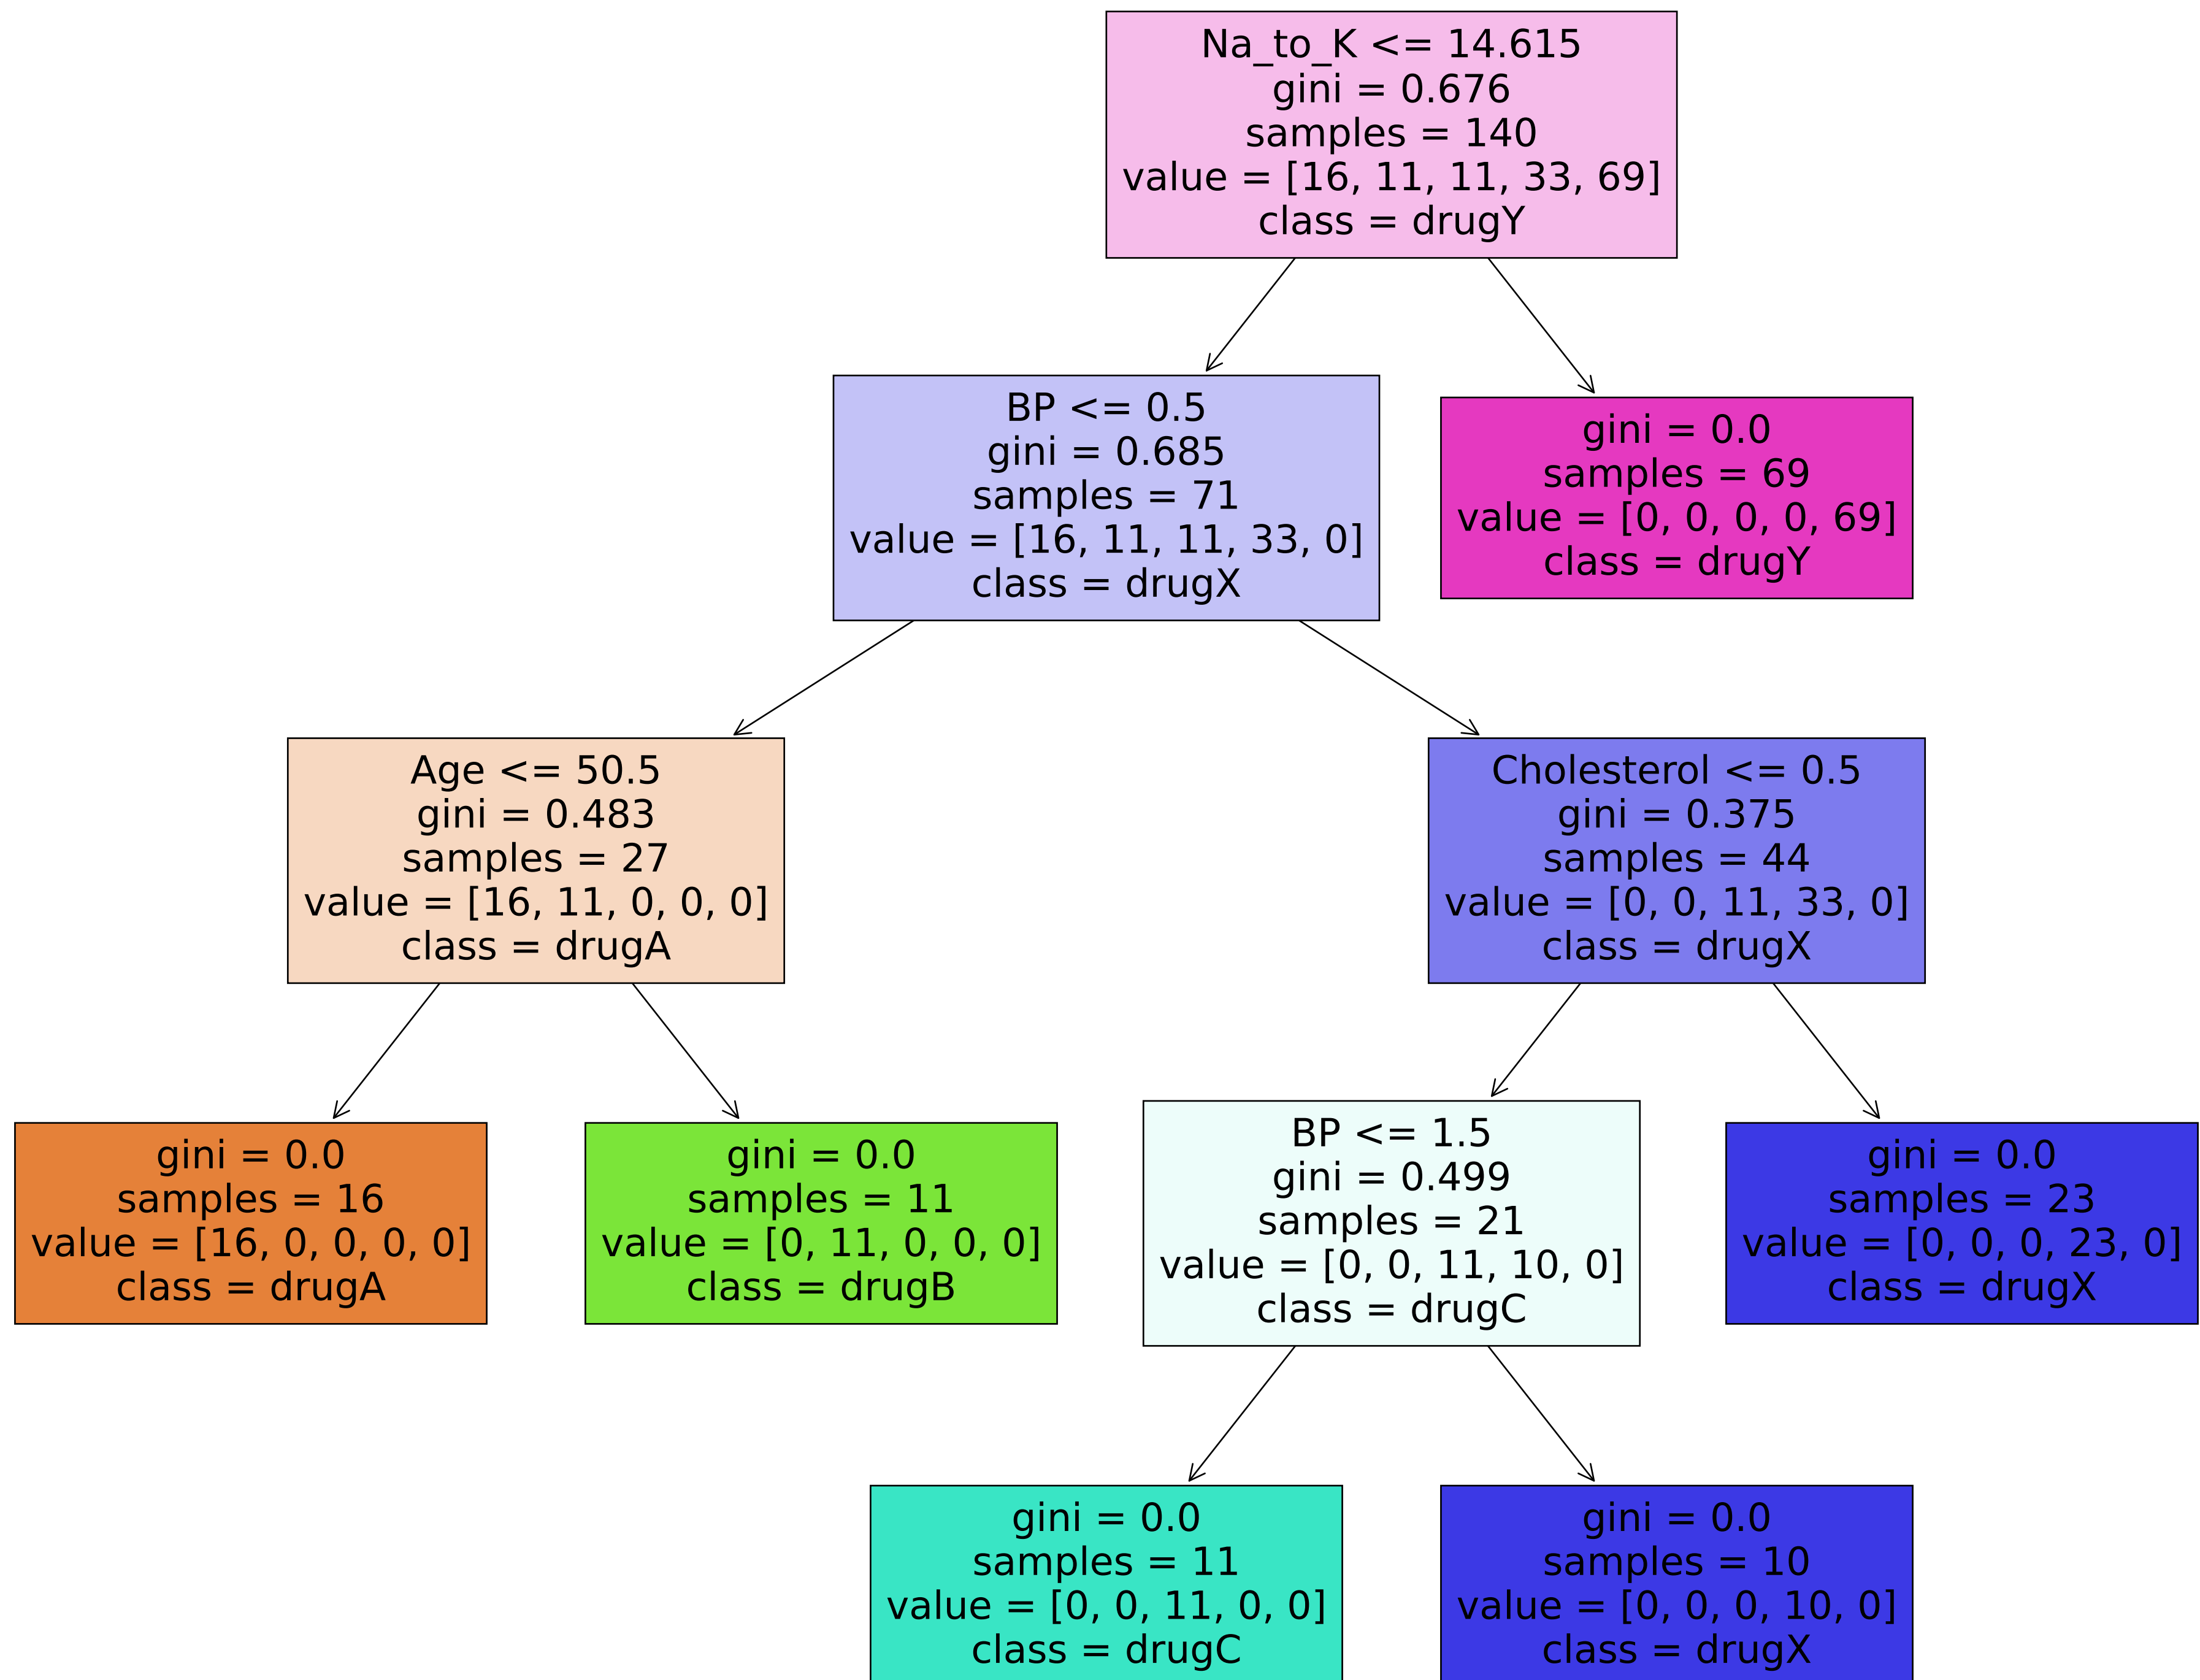 Na_to_K <= 14.615
gini = 0.676
samples = 140
value = [16, 11, 11, 33, 69]
class = drugY
BP <= 0.5
gini = 0.685
samples = 71
value = [16, 11, 11, 33, 0]
class = drugX
gini = 0.0
samples = 69
value = [0, 0, 0, 0, 69]
class = drugY
Age <= 50.5
gini = 0.483
samples = 27
value = [16, 11, 0, 0, 0]
class = drugA
Cholesterol <= 0.5
gini = 0.375
samples = 44
value = [0, 0, 11, 33, 0]
class = drugX
gini = 0.0
samples = 16
value = [16, 0, 0, 0, 0]
class = drugA
gini = 0.0
samples = 11
value = [0, 11, 0, 0, 0]
class = drugB
BP <= 1.5
gini = 0.499
samples = 21
value = [0, 0, 11, 10, 0]
class = drugC
gini = 0.0
samples = 23
value = [0, 0, 0, 23, 0]
class = drugX
gini = 0.0
samples = 11
value = [0, 0, 11, 0, 0]
class = drugC
gini = 0.0
samples = 10
value = [0, 0, 0, 10, 0]
class = drugX